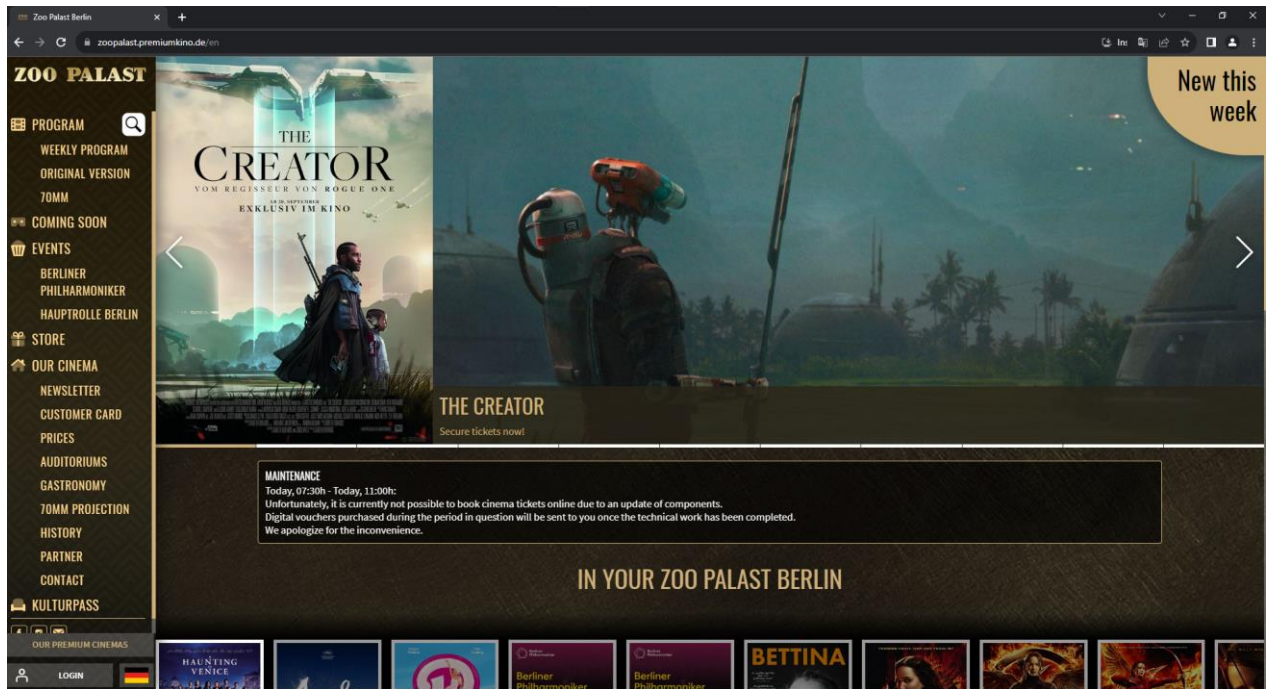 Zoo Palast Berlin
zoopalast.premiumkino.de/en
ZOO PALAST
PROGRAM
WEEKLY PROGRAM
ORIGINAL VERSION
70MM
COMING SOON
EVENTS
BERLINER
PHILHARMONIKER
HAUPTROLLE BERLIN
STORE
OUR CINEMA
NEWSLETTER
CUSTOMER CARD
PRICES
AUDITORIUMS
GASTRONOMY
70MM PROJECTION
HISTORY
PARTNER
CONTACT
KULTURPASS
OUR PREMIUM CINEMAS
LOGIN
THE
CREATOR
VOM REGISSEUR VON ROGUE ONE
AB 28. SEPTEMBER
EXKLUSIV IM KINO
New this
week
THE CREATOR
Secure tickets now!
MAINTENANCE
Today, 07:30h - Today, 11:00h:
Unfortunately, it is currently not possible to book cinema tickets online due to an update of components.
Digital vouchers purchased during the period in question will be sent to you once the technical work has been completed.
We apologize for the inconvenience.
IN YOUR ZOO PALAST BERLIN
HAUNTING
VENICE
Berliner
Philharmoniker
Berliner
Philharmoniker
BETTINA